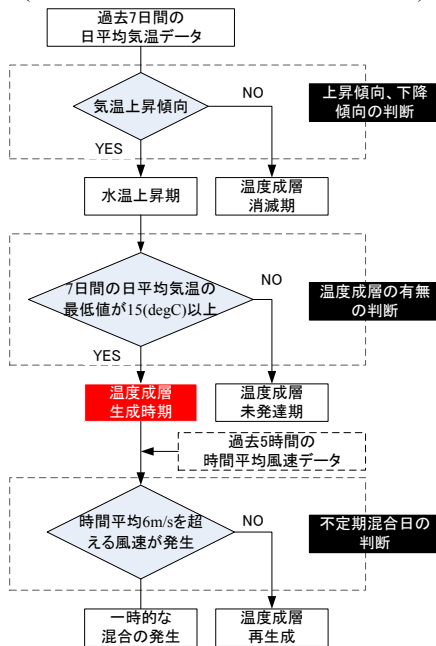 過去7日間の
日平均気温データ
気温上昇傾向
NO
上昇傾向、下降
傾向の判断
YES
水温上昇期
温度成層
消滅期
7日間の日平均気温の
最低値が15(degC)以上
NO
温度成層の有無
の判断
YES
温度成層
生成時期
温度成層
未発達期
過去5時間の
時間平均風速データ
時間平均6m/sを超
える風速が発生
NO
不定期混合日の
判断
一時的な
混合の発生
温度成層
再生成